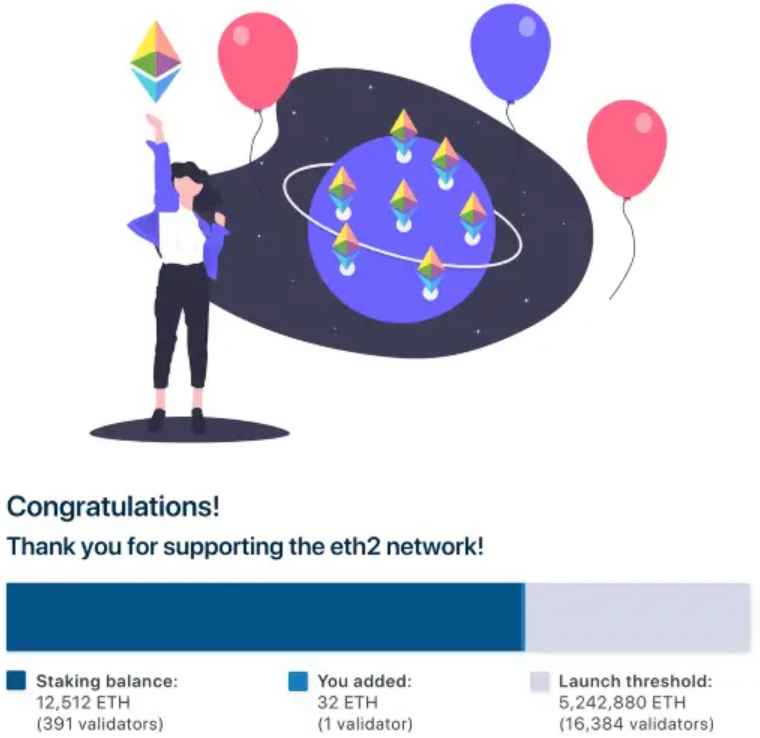 Congratulations!
Thank you for supporting the eth2 network!
Staking balance:
12,512 ETH
(391 validators)
You added:
32 ETH
(1 validator)
Launch threshold:
5,242,880 ETH
(16,384 validators)